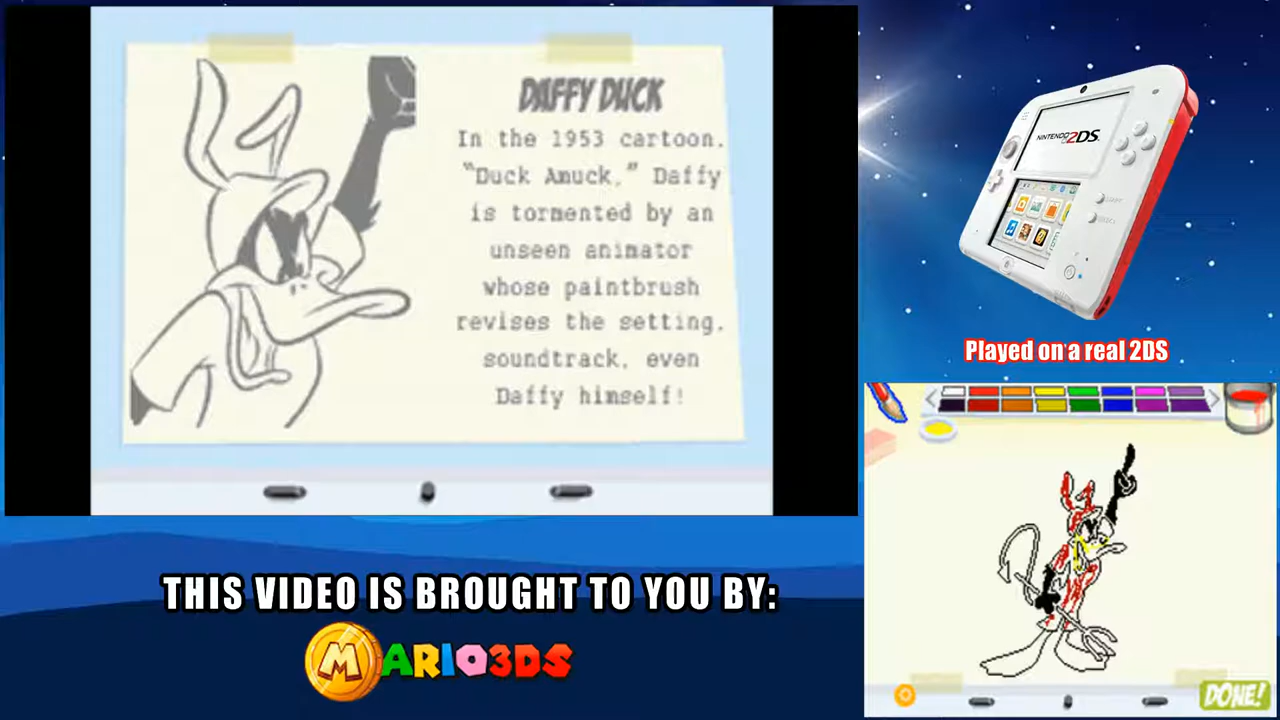 DAFFY DUCK
In the 1953 cartoon,
"Duck Amuck," Daffy
is tormented by an
unseen animator
whose paintbrush
revises the setting,
soundtrack, even
Daffy himself!
NINTENDO 2DS
Played on a real 2DS
DONE!
THIS VIDEO IS BROUGHT TO YOU BY:
MARIO3DS